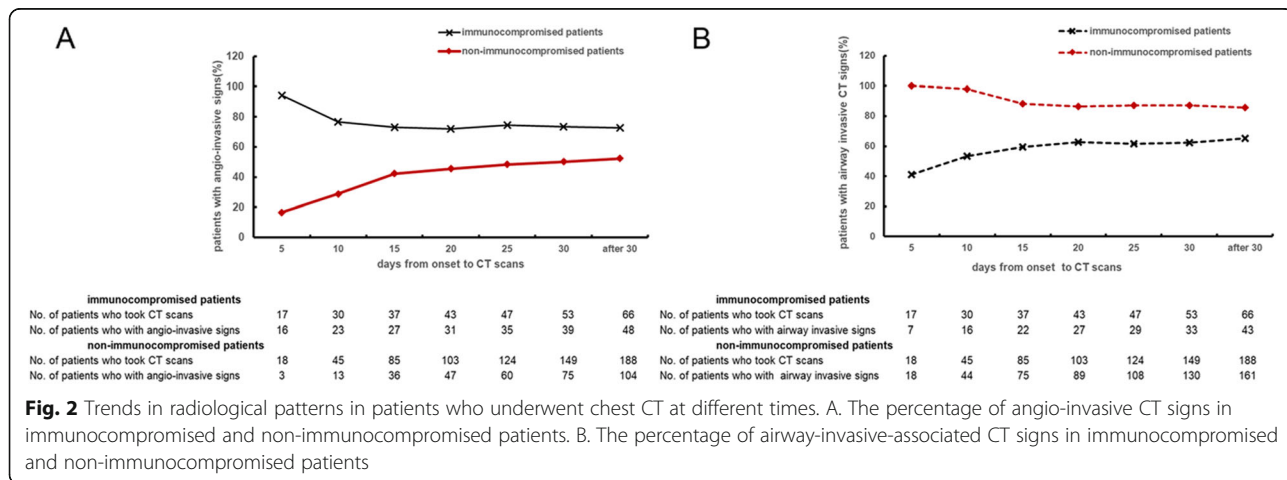 A
immunocompromised patients
non-immunocompromised patients
patients with angio-invasive signs(%)
120
100
80
60
40
20
0
5 10 15 20 25 30 after 30
days from onset to CT scans
immunocompromised patients
No. of patients who took CT scans 17 30 37 43 47 53 66
No. of patients who with angio-invasive signs 16 23 27 31 35 39 48
non-immunocompromised patients
No. of patients who took CT scans 18 45 85 103 124 149 188
No. of patients who with angio-invasive signs 3 13 36 47 60 75 104
B
immunocompromised patients
non-immunocompromised patients
patients with airway invasive CT signs(%)
120
100
80
60
40
20
0
5 10 15 20 25 30 after 30
days from onset to CT scans
immunocompromised patients
No. of patients who took CT scans 17 30 37 43 47 53 66
No. of patients who with airway invasive signs 7 16 22 27 29 33 43
non-immunocompromised patients
No. of patients who took CT scans 18 45 85 103 124 149 188
No. of patients who with airway invasive signs 18 44 75 89 108 130 161
Fig. 2 Trends in radiological patterns in patients who underwent chest CT at different times. A. The percentage of angio-invasive CT signs in
immunocompromised and non-immunocompromised patients. B. The percentage of airway-invasive-associated CT signs in immunocompromised
and non-immunocompromised patients